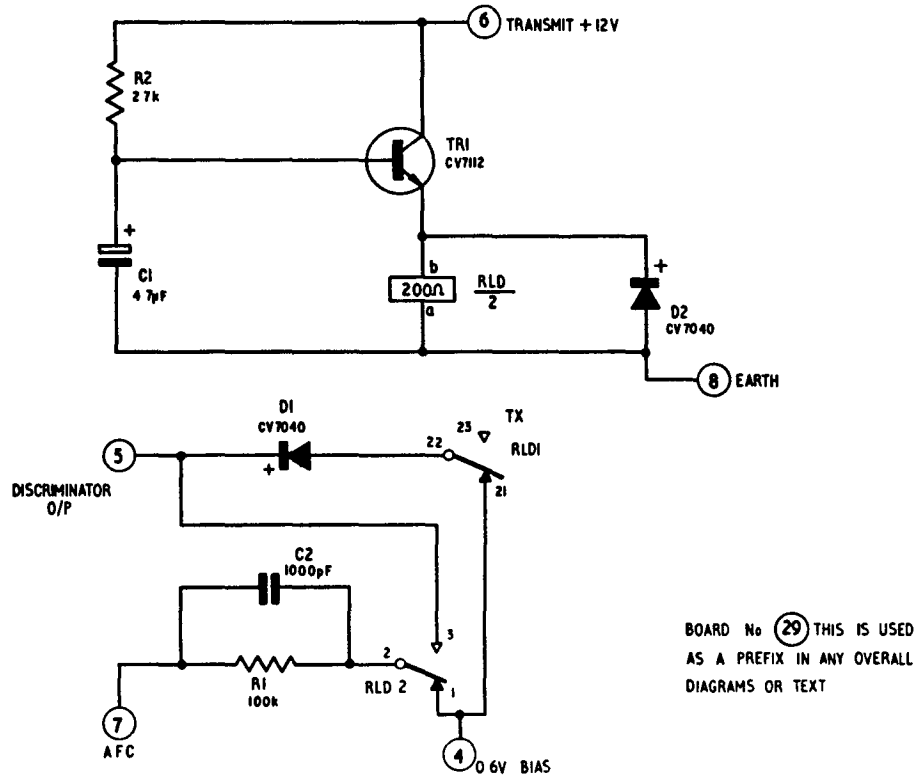 6 TRANSMIT +12V
R2
2 7k
TR1
CV7112
+
C1
4 7µF
b
200Ω
a
RLD
2
+
D2
CV7040
8 EARTH
D1
CV7040
+
5
DISCRIMINATOR
O/P
22
23
TX
RLD1
21
C2
1000pF
R1
100k
2
3
RLD 2
1
7
AFC
4 0 6V BIAS
BOARD No 29 THIS IS USED
AS A PREFIX IN ANY OVERALL
DIAGRAMS OR TEXT